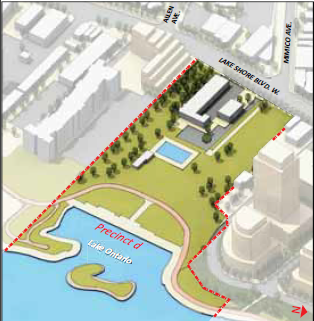 ALLEN
AVE.
MIMICO AVE.
LAKE SHORE BLVD. W.
Precinct d
Lake Ontario
N